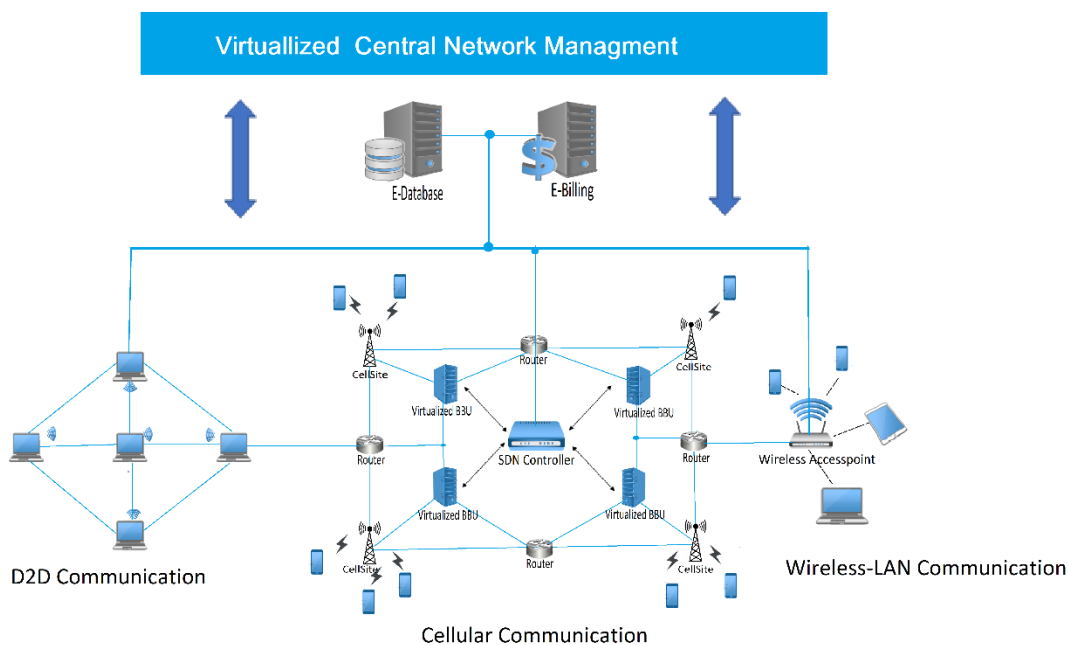 Virtuallized Central Network Managment
E-Database
E-Billing
CellSite
Router
CellSite
Virtualized BBU
Virtualized BBU
Router
SDN Controller
Router
Wireless Accesspoint
Virtualized BBU
Virtualized BBU
CellSite
Router
CellSite
D2D Communication
Wireless-LAN Communication
Cellular Communication